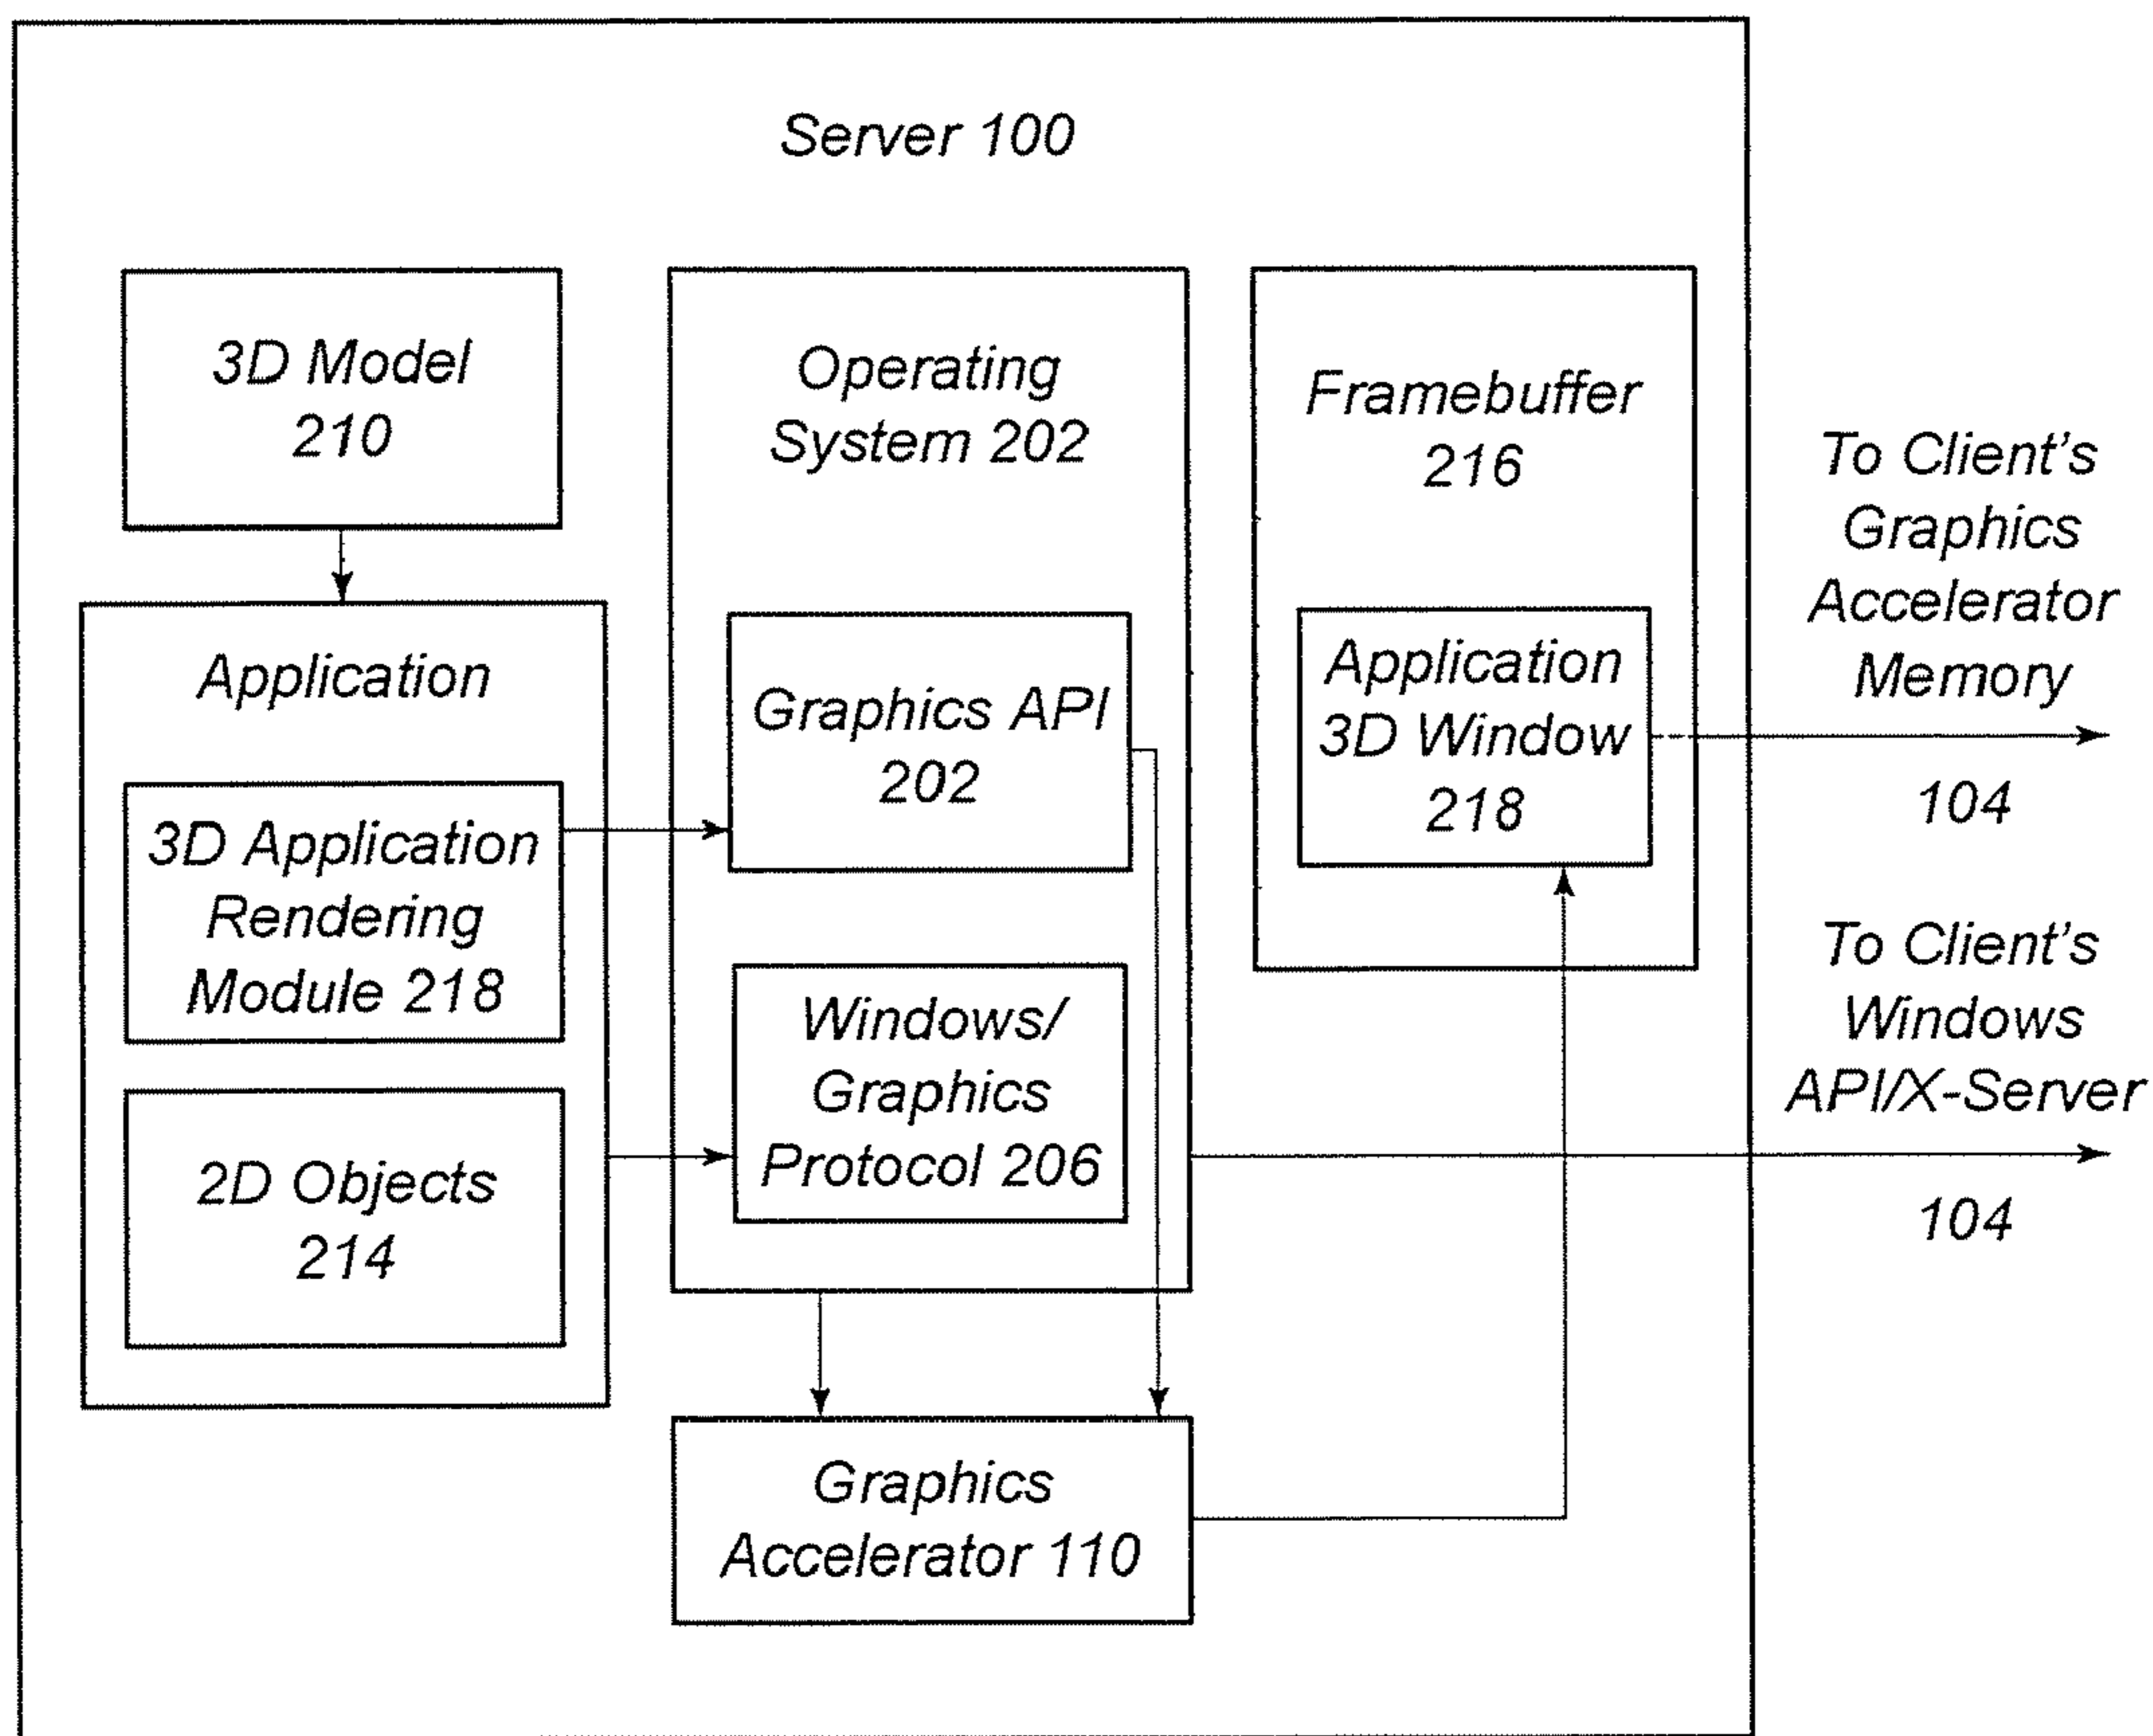 Server 100
3D Model
210
Application
3D Application
Rendering
Module 218
2D Objects
214
Operating
System 202
Graphics API
202
Windows/
Graphics
Protocol 206
Graphics
Accelerator 110
Framebuffer
216
Application
3D Window
218
To Client's
Graphics
Accelerator
Memory
104
To Client's
Windows
API/X-Server
104